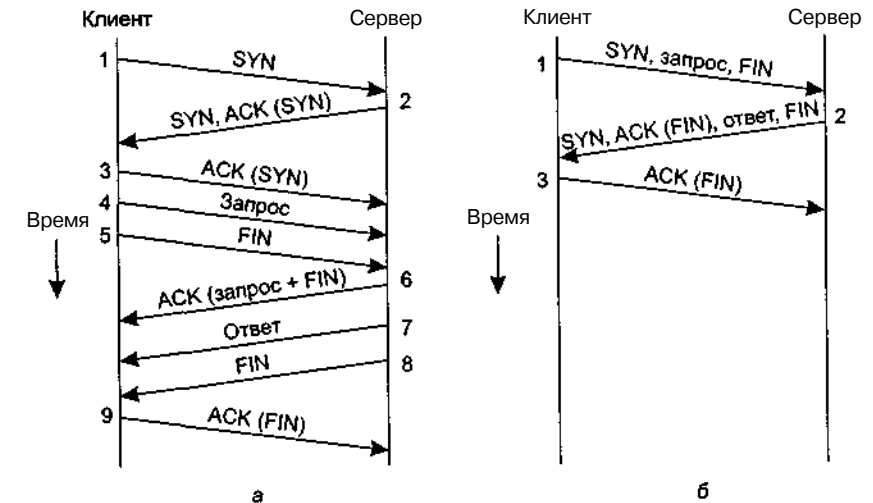 Клиент
Сервер
1
SYN
2
SYN, ACK (SYN)
3
ACK (SYN)
4
Запрос
Время
5
FIN
6
ACK (запрос + FIN)
7
Ответ
8
FIN
9
ACK (FIN)
а
Клиент
Сервер
1
SYN, запрос, FIN
2
SYN, ACK (FIN), ответ, FIN
3
ACK (FIN)
Время
б